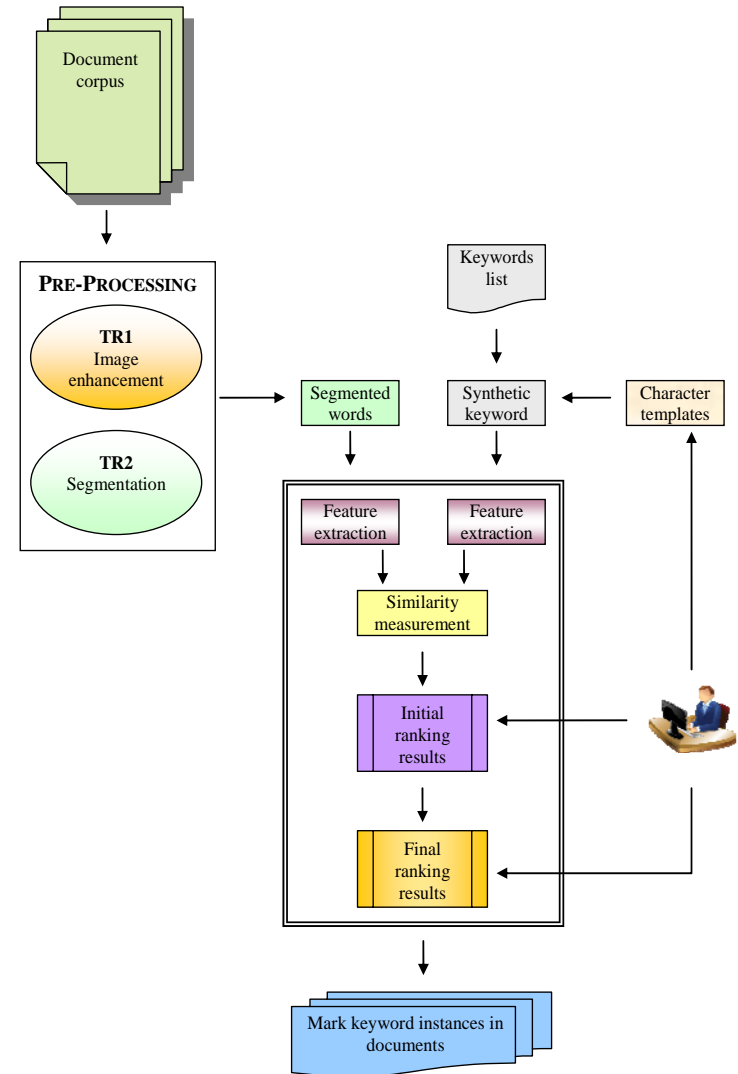 Document
corpus
PRE-PROCESSING
TR1
Image
enhancement
TR2
Segmentation
Keywords
list
Segmented
words
Synthetic
keyword
Character
templates
Feature
extraction
Feature
extraction
Similarity
measurement
Initial
ranking
results
Final
ranking
results
Mark keyword instances in
documents